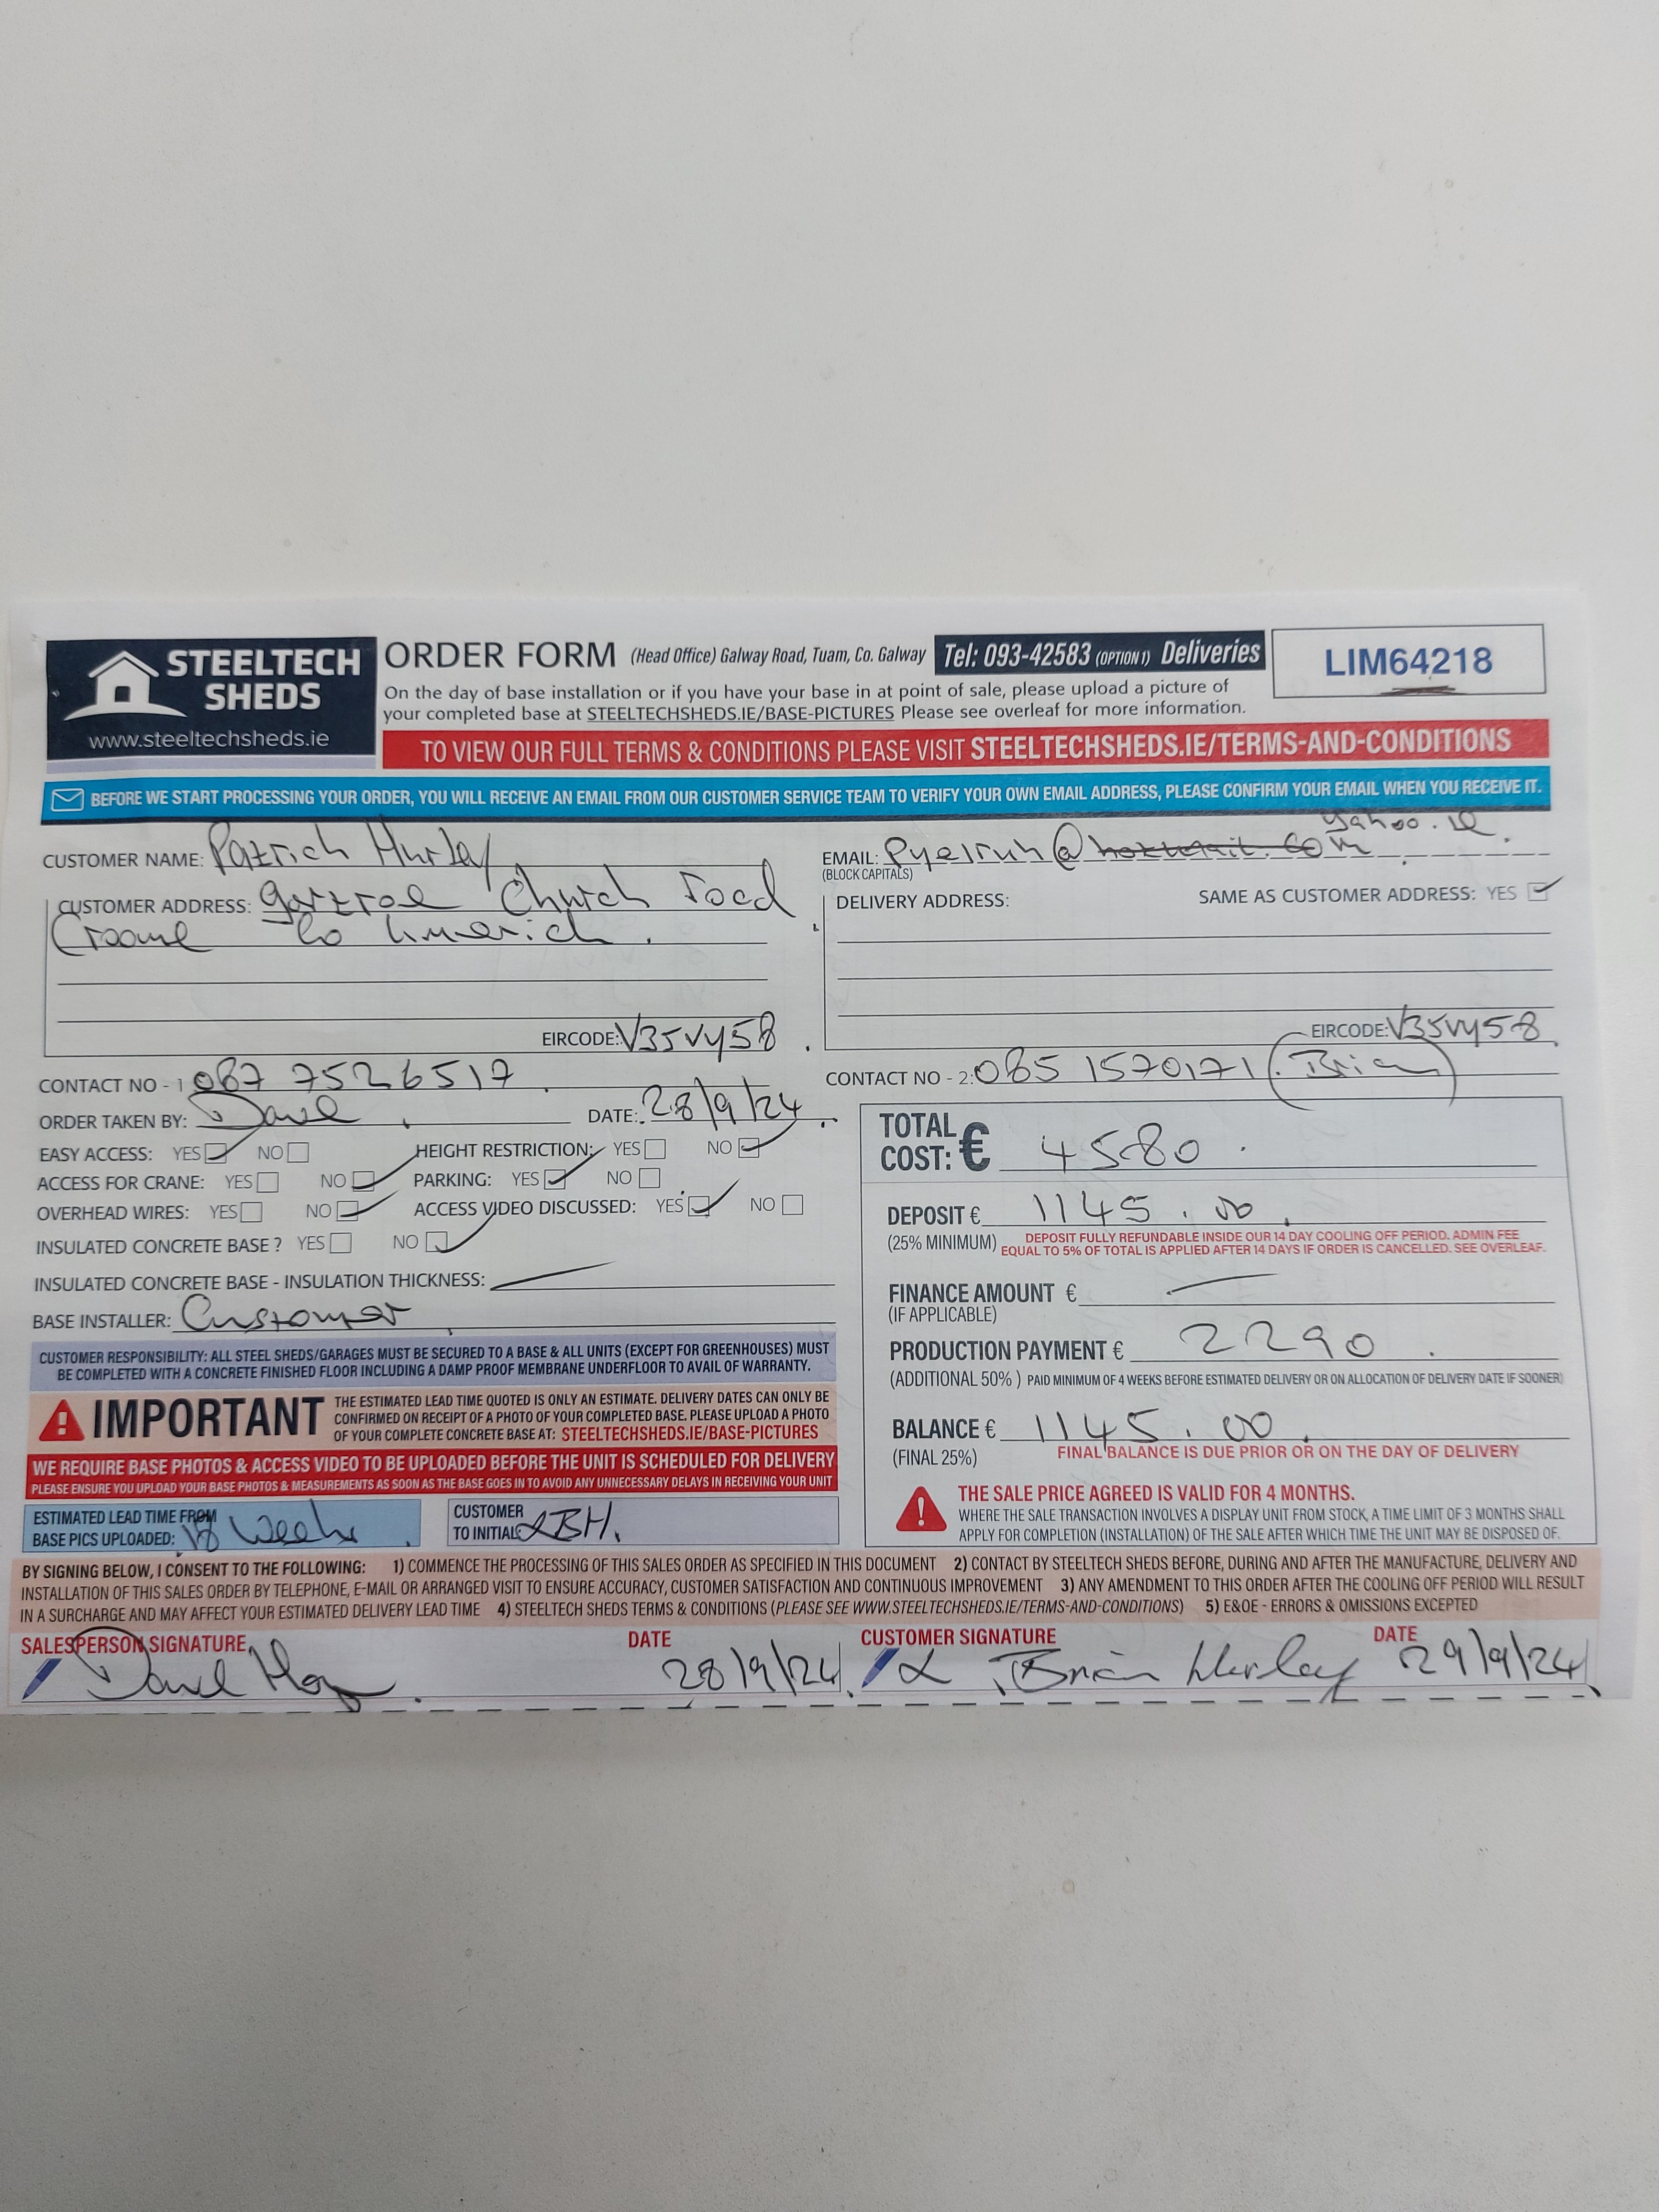 STEELTECH SHEDS
www.steeltechsheds.ie
ORDER FORM (Head Office) Galway Road, Tuam, Co. Galway Tel: 093-42583 (OPTION 1) Deliveries
LIM64218
On the day of base installation or if you have your base in at point of sale, please upload a picture of
your completed base at STEELTECHSHEDS.IE/BASE-PICTURES Please see overleaf for more information.
TO VIEW OUR FULL TERMS & CONDITIONS PLEASE VISIT STEELTECHSHEDS.IE/TERMS-AND-CONDITIONS
BEFORE WE START PROCESSING YOUR ORDER, YOU WILL RECEIVE AN EMAIL FROM OUR CUSTOMER SERVICE TEAM TO VERIFY YOUR OWN EMAIL ADDRESS, PLEASE CONFIRM YOUR EMAIL WHEN YOU RECEIVE IT.
CUSTOMER NAME: Patrick Hurley
CUSTOMER ADDRESS: Church road
Croome Co limerick.
EIRCODE: V35VY58
yahoo.ie
EMAIL: Pyelruh@
(BLOCK CAPITALS)
DELIVERY ADDRESS: SAME AS CUSTOMER ADDRESS: YES
EIRCODE: V35VY58
CONTACT NO - 1 087 7526517
CONTACT NO - 2: 085 1570171 (Brian)
ORDER TAKEN BY: Dave DATE: 28/9/24
EASY ACCESS: YES NO HEIGHT RESTRICTION: YES NO
ACCESS FOR CRANE: YES NO PARKING: YES NO
OVERHEAD WIRES: YES NO ACCESS VIDEO DISCUSSED: YES NO
INSULATED CONCRETE BASE ? YES NO
INSULATED CONCRETE BASE - INSULATION THICKNESS:
BASE INSTALLER: Customer
CUSTOMER RESPONSIBILITY: ALL STEEL SHEDS/GARAGES MUST BE SECURED TO A BASE & ALL UNITS (EXCEPT FOR GREENHOUSES) MUST
BE COMPLETED WITH A CONCRETE FINISHED FLOOR INCLUDING A DAMP PROOF MEMBRANE UNDERFLOOR TO AVAIL OF WARRANTY.
IMPORTANT
THE ESTIMATED LEAD TIME QUOTED IS ONLY AN ESTIMATE. DELIVERY DATES CAN ONLY BE
CONFIRMED ON RECEIPT OF A PHOTO OF YOUR COMPLETED BASE. PLEASE UPLOAD A PHOTO
OF YOUR COMPLETE CONCRETE BASE AT: STEELTECHSHEDS.IE/BASE-PICTURES
WE REQUIRE BASE PHOTOS & ACCESS VIDEO TO BE UPLOADED BEFORE THE UNIT IS SCHEDULED FOR DELIVERY
PLEASE ENSURE YOU UPLOAD YOUR BASE PHOTOS & MEASUREMENTS AS SOON AS THE BASE GOES IN TO AVOID ANY UNNECESSARY DELAYS IN RECEIVING YOUR UNIT
ESTIMATED LEAD TIME FROM
BASE PICS UPLOADED: 18 Weeks
CUSTOMER
TO INITIAL: BH.
TOTAL
COST: € 4580
DEPOSIT € 1145.00
(25% MINIMUM) DEPOSIT FULLY REFUNDABLE INSIDE OUR 14 DAY COOLING OFF PERIOD. ADMIN FEE
EQUAL TO 5% OF TOTAL IS APPLIED AFTER 14 DAYS IF ORDER IS CANCELLED. SEE OVERLEAF.
FINANCE AMOUNT €
(IF APPLICABLE)
PRODUCTION PAYMENT € 2290
(ADDITIONAL 50% ) PAID MINIMUM OF 4 WEEKS BEFORE ESTIMATED DELIVERY OR ON ALLOCATION OF DELIVERY DATE IF SOONER)
BALANCE € 1145.00
(FINAL 25%) FINAL BALANCE IS DUE PRIOR OR ON THE DAY OF DELIVERY
THE SALE PRICE AGREED IS VALID FOR 4 MONTHS.
WHERE THE SALE TRANSACTION INVOLVES A DISPLAY UNIT FROM STOCK, A TIME LIMIT OF 3 MONTHS SHALL
APPLY FOR COMPLETION (INSTALLATION) OF THE SALE AFTER WHICH TIME THE UNIT MAY BE DISPOSED OF.
BY SIGNING BELOW, I CONSENT TO THE FOLLOWING: 1) COMMENCE THE PROCESSING OF THIS SALES ORDER AS SPECIFIED IN THIS DOCUMENT 2) CONTACT BY STEELTECH SHEDS BEFORE, DURING AND AFTER THE MANUFACTURE, DELIVERY AND
INSTALLATION OF THIS SALES ORDER BY TELEPHONE, E-MAIL OR ARRANGED VISIT TO ENSURE ACCURACY, CUSTOMER SATISFACTION AND CONTINUOUS IMPROVEMENT 3) ANY AMENDMENT TO THIS ORDER AFTER THE COOLING OFF PERIOD WILL RESULT
IN A SURCHARGE AND MAY AFFECT YOUR ESTIMATED DELIVERY LEAD TIME 4) STEELTECH SHEDS TERMS & CONDITIONS (PLEASE SEE WWW.STEELTECHSHEDS.IE/TERMS-AND-CONDITIONS) 5) E&OE - ERRORS & OMISSIONS EXCEPTED
SALESPERSON SIGNATURE DATE 28/9/24
CUSTOMER SIGNATURE Brian Hurley DATE 29/9/24